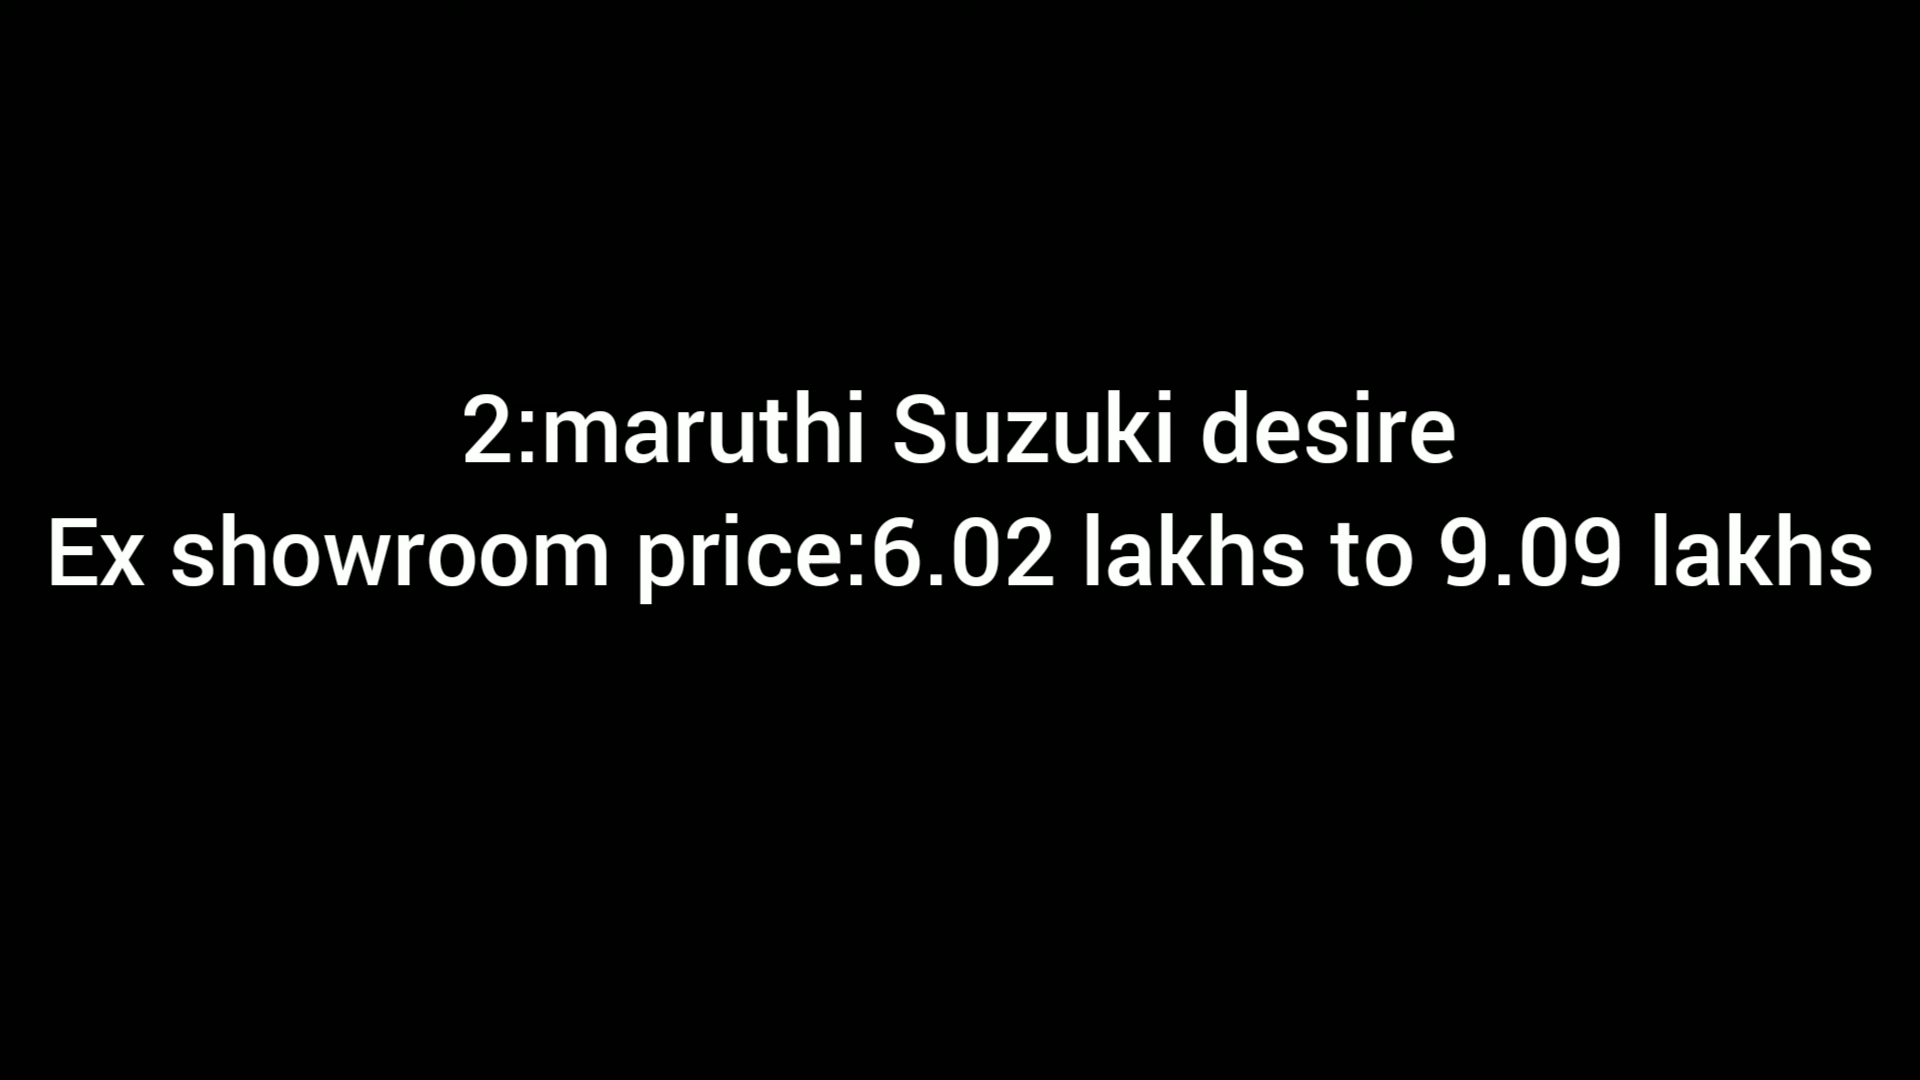 2:maruthi Suzuki desire
Ex showroom price:6.02 lakhs to 9.09 lakhs